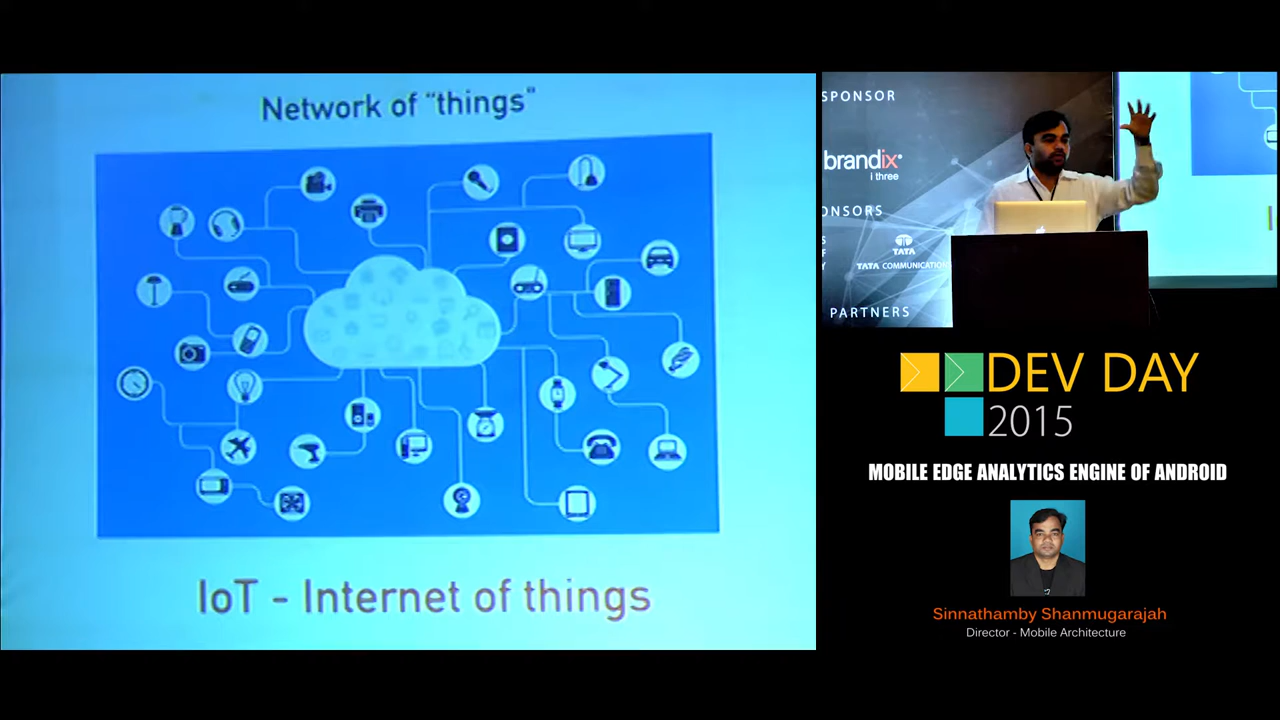 Network of "things"
IoT - Internet of things
SPONSOR
brandix
i three
ONSORS
TATA
TATA COMMUNICATION
PARTNERS
DEV DAY
2015
MOBILE EDGE ANALYTICS ENGINE OF ANDROID
Sinnathamby Shanmugarajah
Director - Mobile Architecture